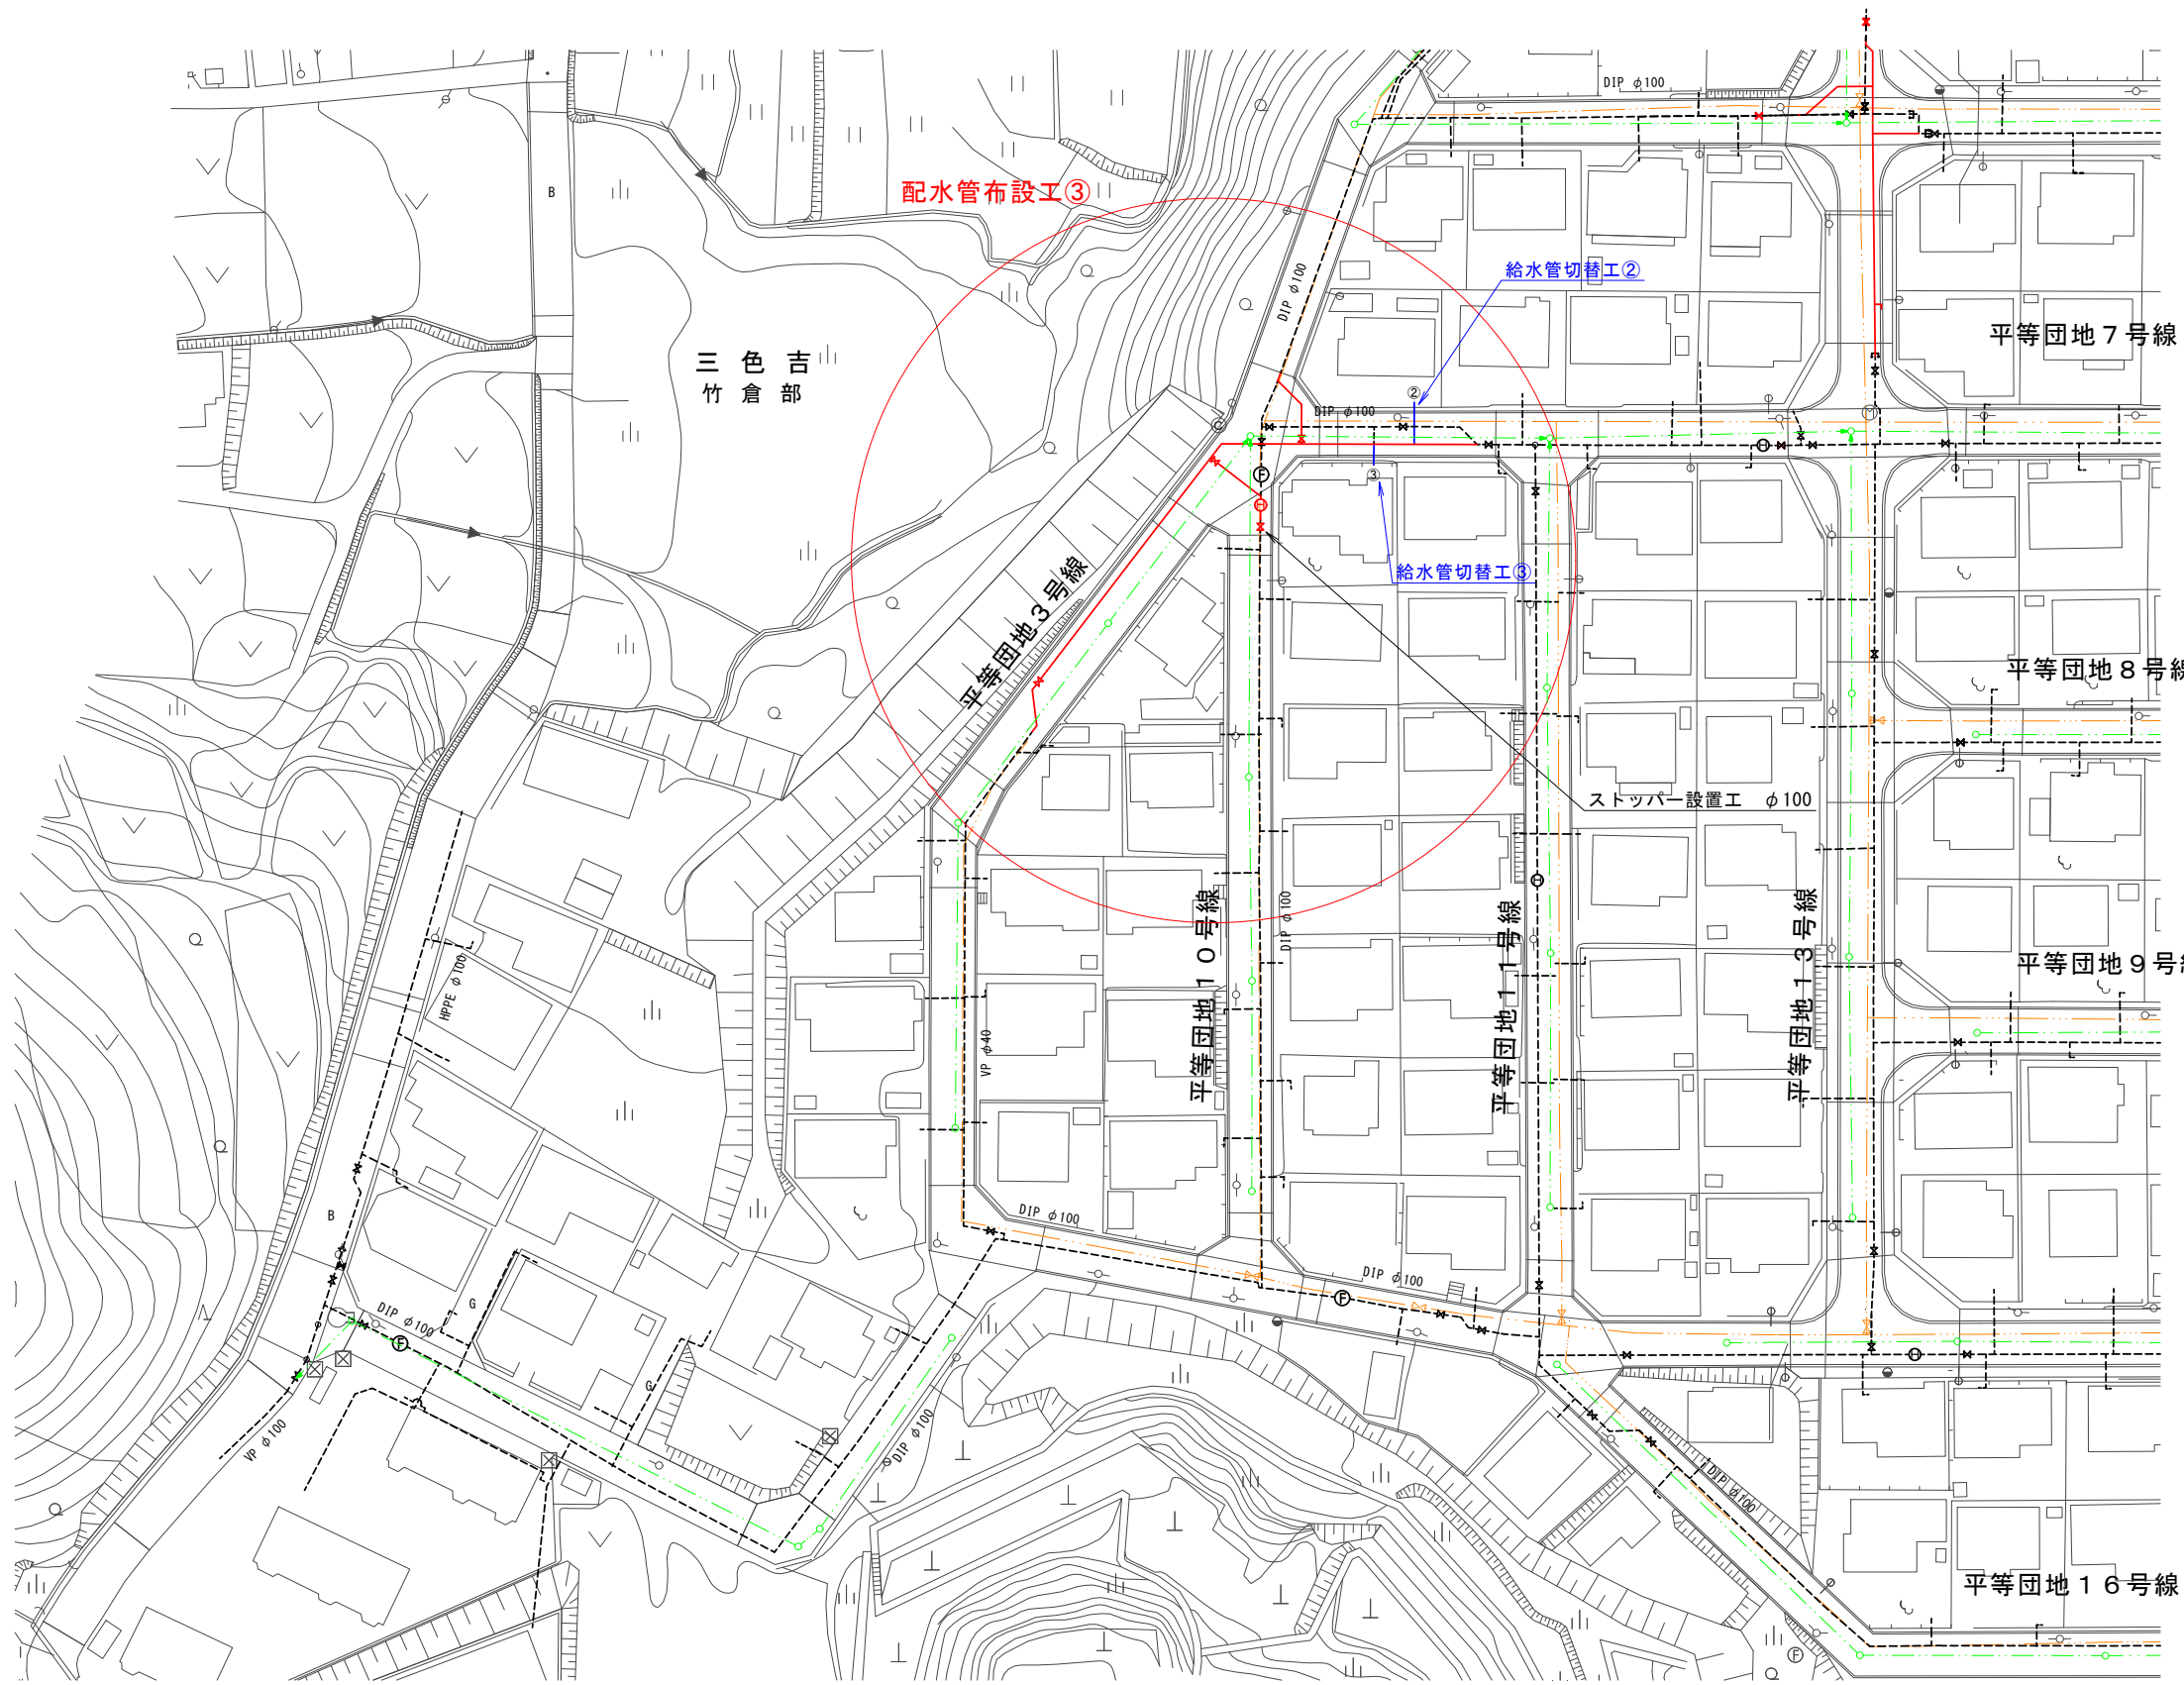 DIP φ100
B
配水管布設工③
給水管切替工②
DIP φ100
平等団地７号線
三 色 吉
竹 倉 部
②
DIP φ100
③
給水管切替工③
平等団地３号線
平等団地８号線
ストッパー設置工 φ100
平等団地１０号線
DIP φ100
平等団地１１号線
平等団地１３号線
平等団地９号線
HPPE φ100
VP φ40
B
DIP φ100
DIP φ100
G
DIP φ100
G
VP φ100
DIP φ100
DIP φ100
平等団地１６号線
F
F
F
F
H
H
H
H
M